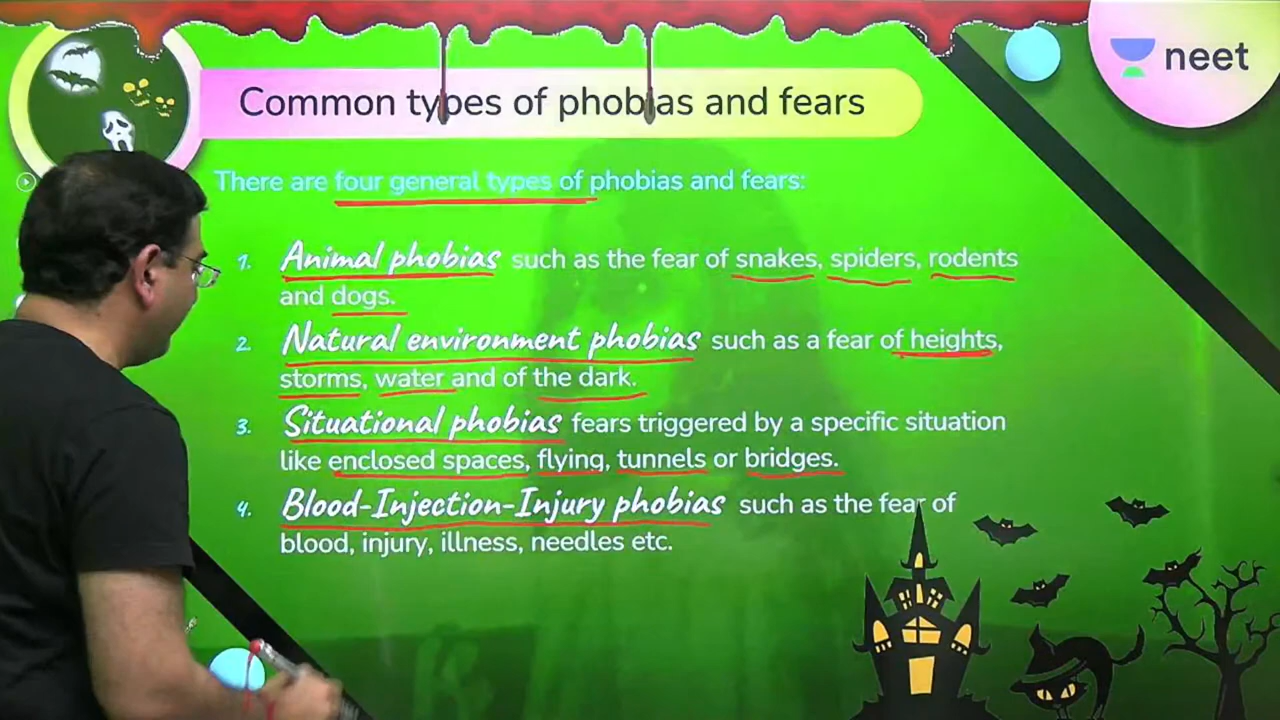 neet
Common types of phobias and fears
There are four general types of phobias and fears:
1. Animal phobias such as the fear of snakes, spiders, rodents
and dogs.
2. Natural environment phobias such as a fear of heights,
storms, water and of the dark.
3. Situational phobias fears triggered by a specific situation
like enclosed spaces, flying, tunnels or bridges.
4. Blood-Injection-Injury phobias such as the fear of
blood, injury, illness, needles etc.